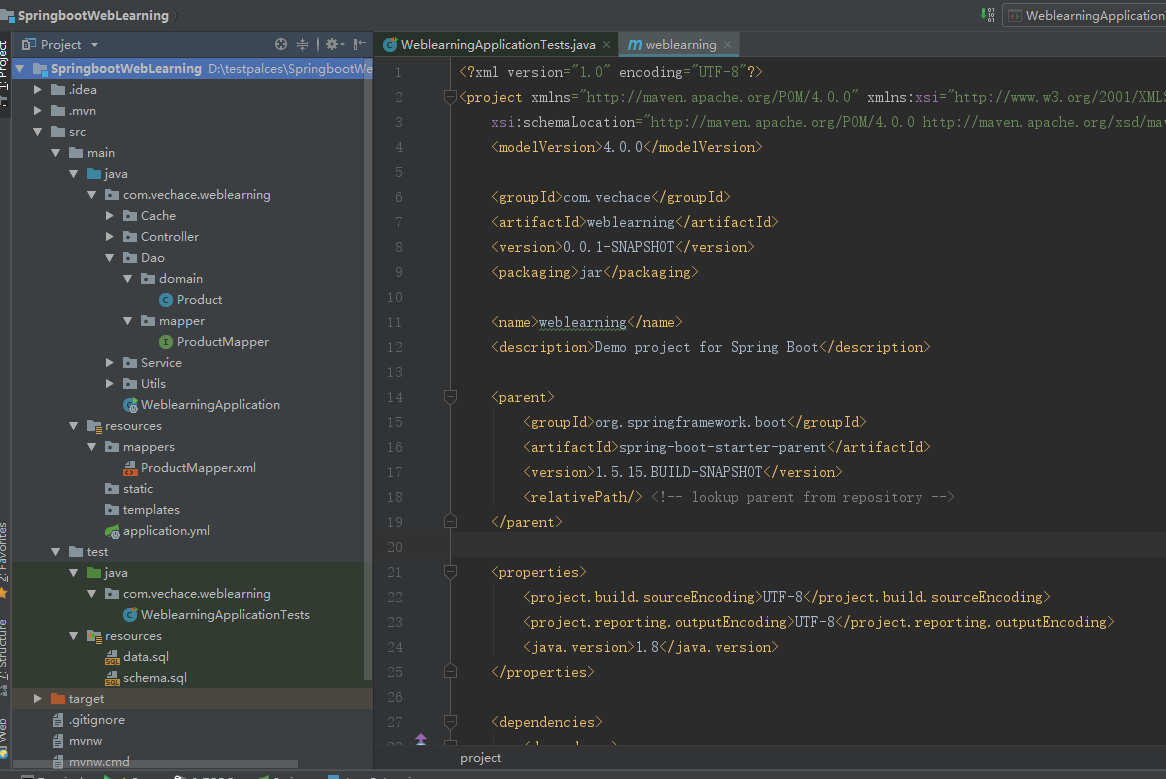 SpringbootWebLearning
WeblearningApplication
1: Project
Project
WeblearningApplicationTests.java
weblearning
SpringbootWebLearning D:\testpalces\SpringbootWe
.idea
.mvn
src
main
java
com.vechace.weblearning
Cache
Controller
Dao
domain
Product
mapper
ProductMapper
Service
Utils
WeblearningApplication
resources
mappers
ProductMapper.xml
static
templates
application.yml
test
java
com.vechace.weblearning
WeblearningApplicationTests
resources
data.sql
schema.sql
target
.gitignore
mvnw
mvnw.cmd
2: Favorites
7: Structure
Web
1 <?xml version="1.0" encoding="UTF-8"?>
2 <project xmlns="http://maven.apache.org/POM/4.0.0" xmlns:xsi="http://www.w3.org/2001/XMLS
3 xsi:schemaLocation="http://maven.apache.org/POM/4.0.0 http://maven.apache.org/xsd/mav
4 <modelVersion>4.0.0</modelVersion>
5
6 <groupId>com.vechace</groupId>
7 <artifactId>weblearning</artifactId>
8 <version>0.0.1-SNAPSHOT</version>
9 <packaging>jar</packaging>
10
11 <name>weblearning</name>
12 <description>Demo project for Spring Boot</description>
13
14 <parent>
15 <groupId>org.springframework.boot</groupId>
16 <artifactId>spring-boot-starter-parent</artifactId>
17 <version>1.5.15.BUILD-SNAPSHOT</version>
18 <relativePath/> <!-- lookup parent from repository -->
19 </parent>
20
21 <properties>
22 <project.build.sourceEncoding>UTF-8</project.build.sourceEncoding>
23 <project.reporting.outputEncoding>UTF-8</project.reporting.outputEncoding>
24 <java.version>1.8</java.version>
25 </properties>
26
27 <dependencies>
project